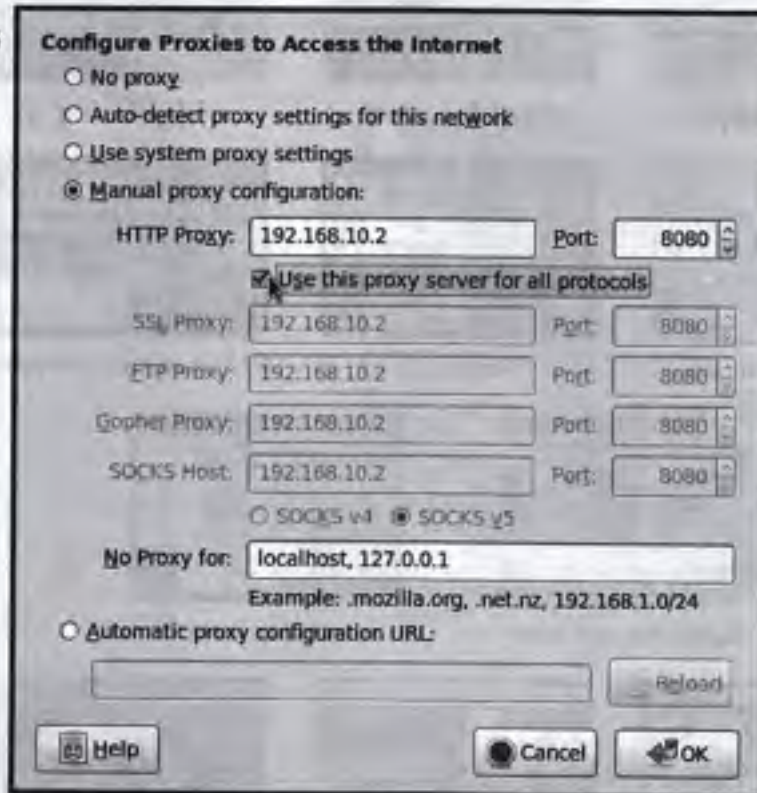 Configure Proxies to Access the Internet
No proxy
Auto-detect proxy settings for this network
Use system proxy settings
Manual proxy configuration:
HTTP Proxy: 192.168.10.2 Port: 8080
Use this proxy server for all protocols
SSL Proxy: 192.168.10.2 Port: 8080
FTP Proxy: 192.168.10.2 Port: 8080
Gopher Proxy: 192.168.10.2 Port: 8080
SOCKS Host: 192.168.10.2 Port: 8080
SOCKS v4 SOCKS v5
No Proxy for: localhost, 127.0.0.1
Example: .mozilla.org, .net.nz, 192.168.1.0/24
Automatic proxy configuration URL:
Reload
Help Cancel OK